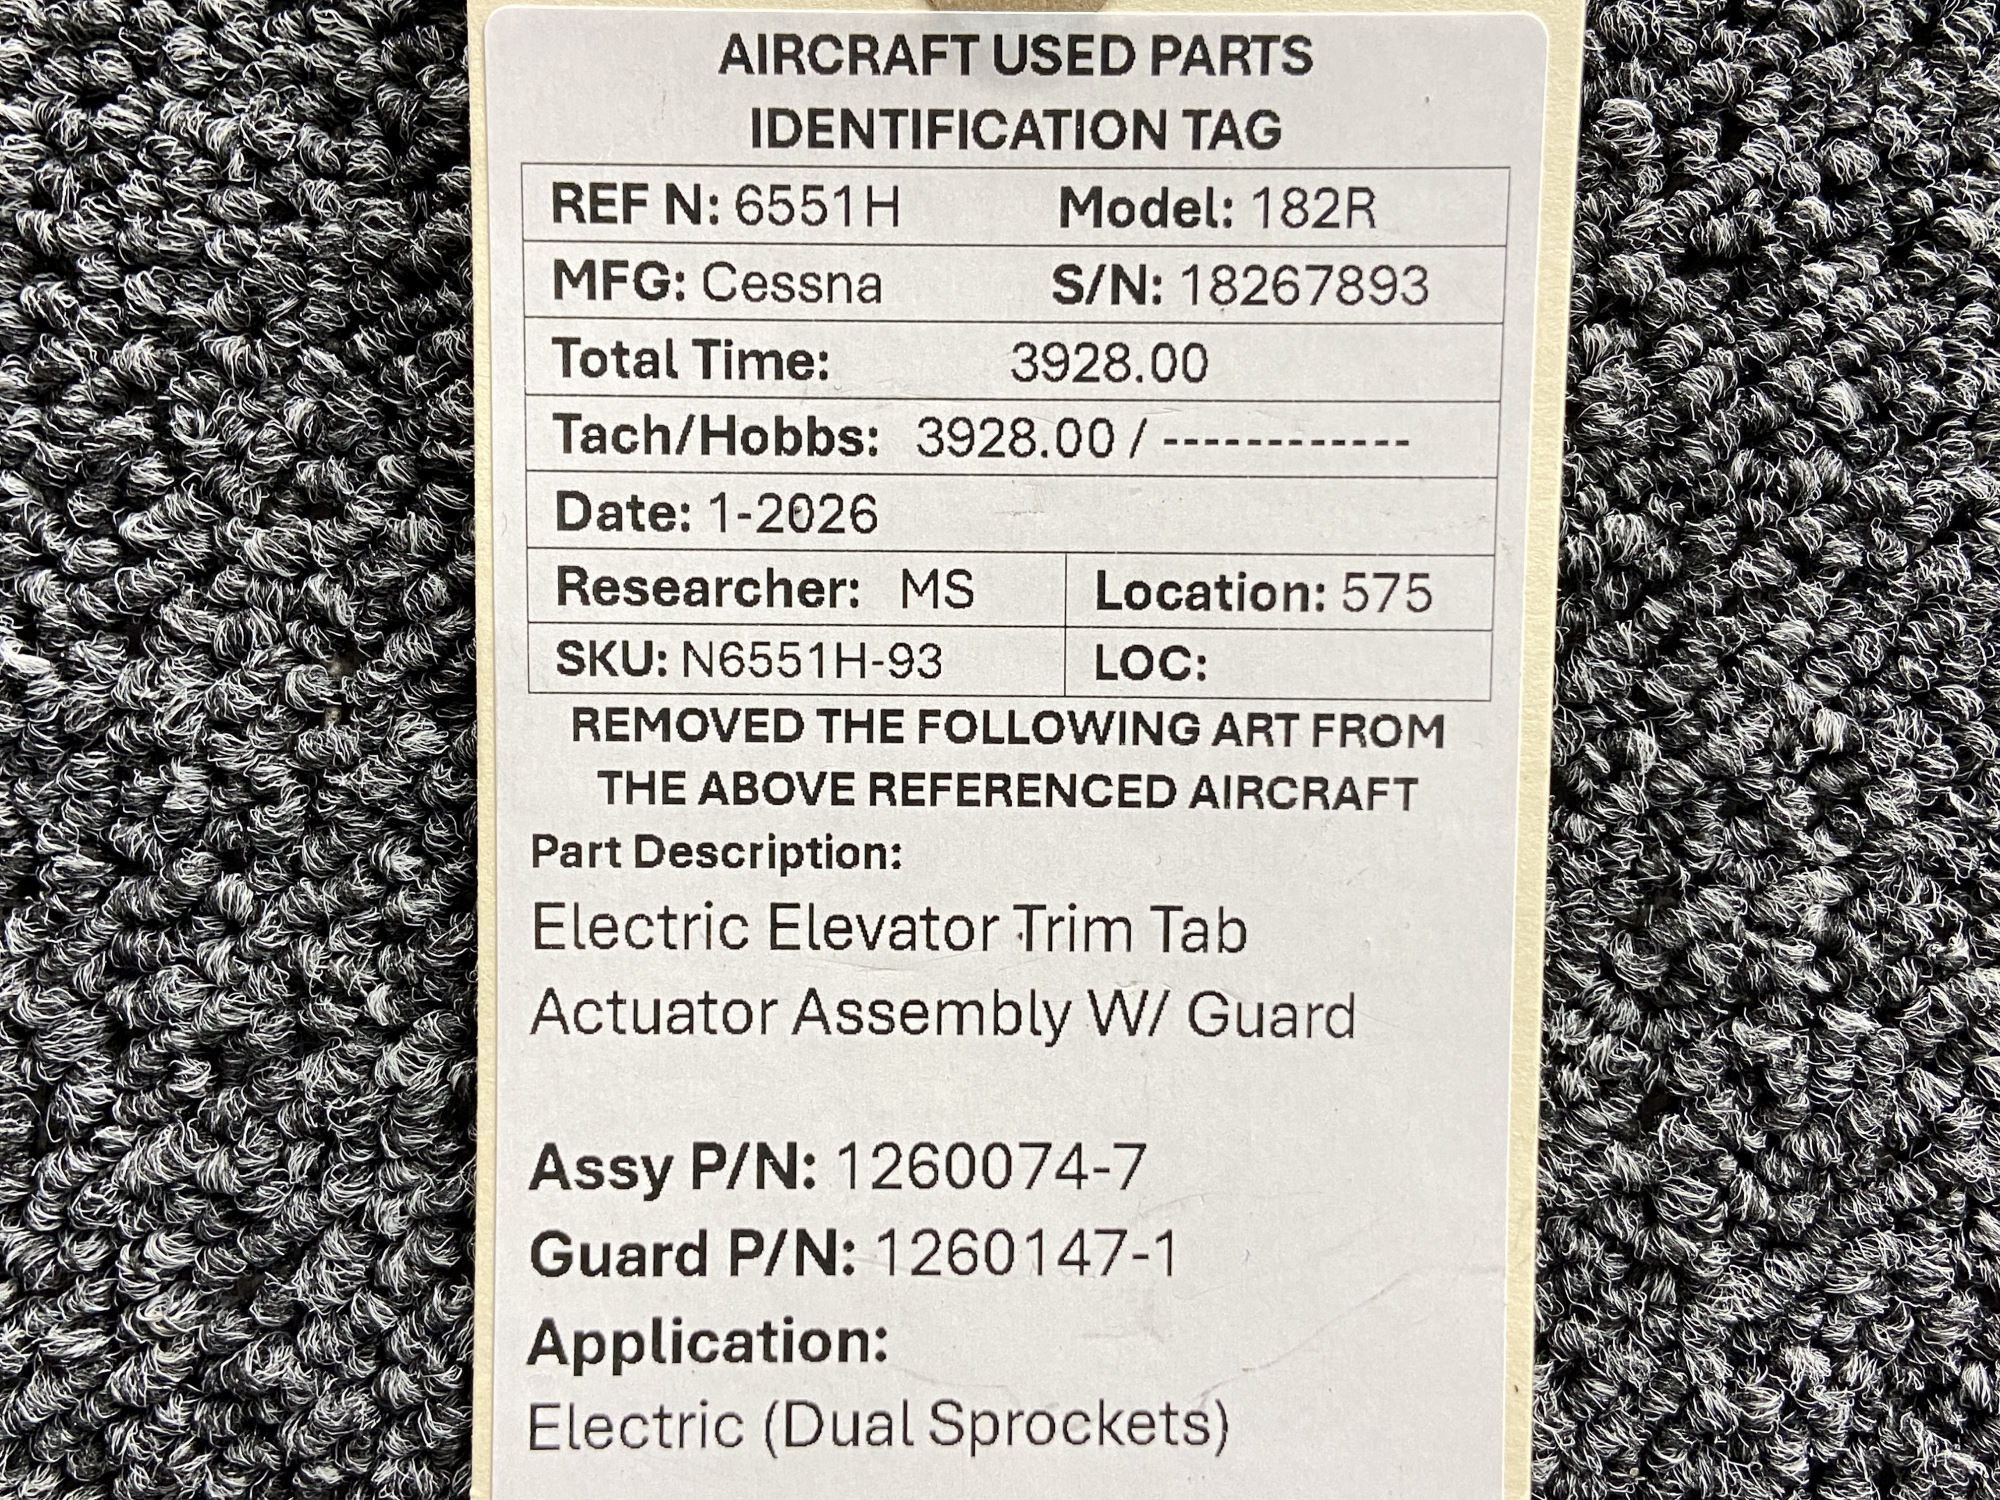 AIRCRAFT USED PARTS
IDENTIFICATION TAG
REF N: 6551H Model: 182R
MFG: Cessna S/N: 18267893
Total Time: 3928.00
Tach/Hobbs: 3928.00 / ------------
Date: 1-2026
Researcher: MS Location: 575
SKU: N6551H-93 LOC:
REMOVED THE FOLLOWING ART FROM
THE ABOVE REFERENCED AIRCRAFT
Part Description:
Electric Elevator Trim Tab
Actuator Assembly W/ Guard
Assy P/N: 1260074-7
Guard P/N: 1260147-1
Application:
Electric (Dual Sprockets)